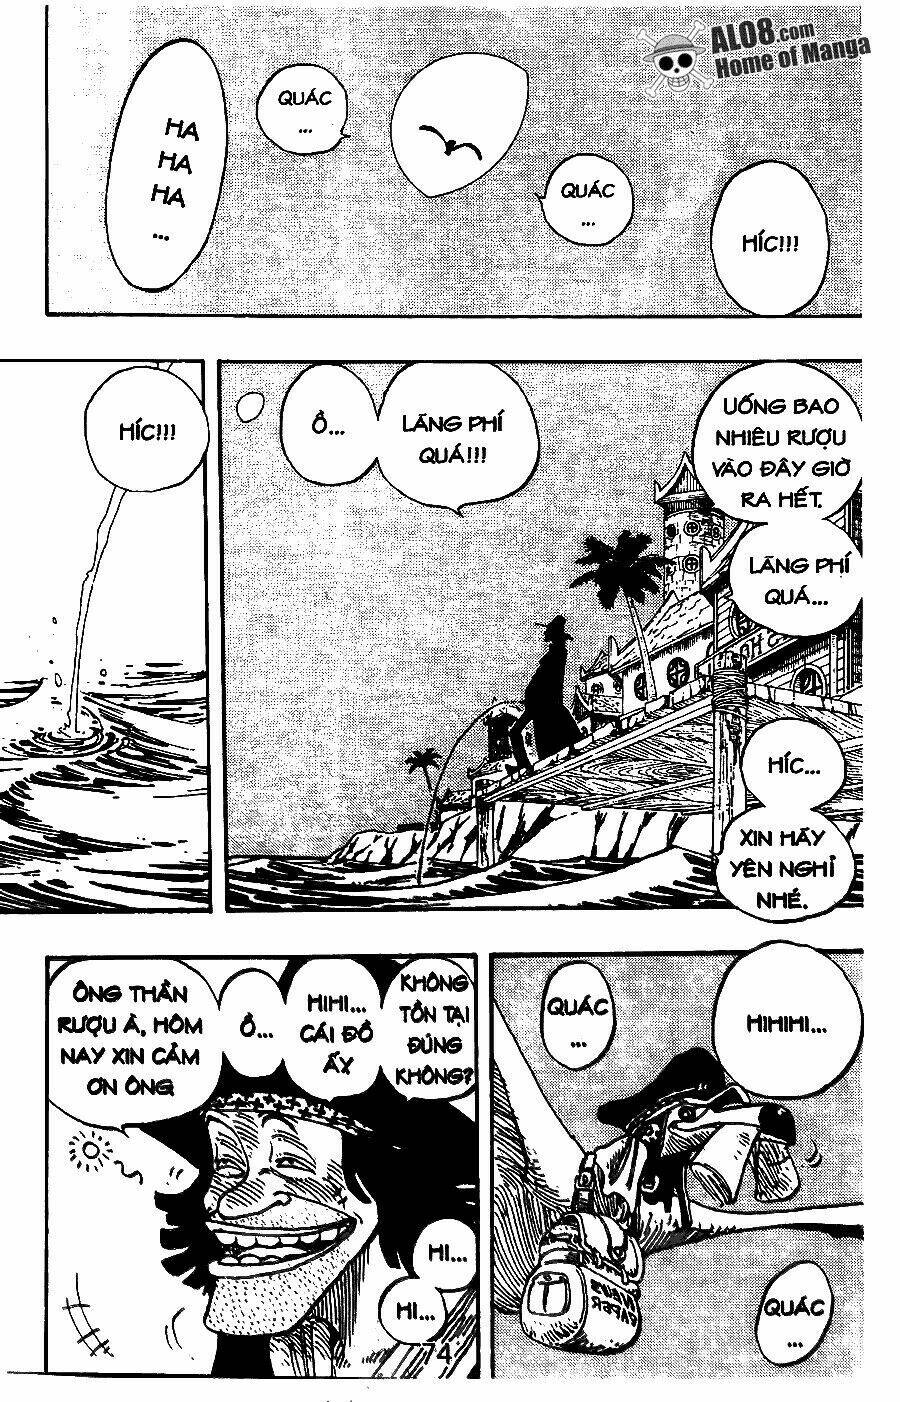 AL08.com
Home of Manga
HÍC!!!
QUÁC
...
QUÁC
...
HA
HA
HA
...
UỐNG BAO
NHIÊU RƯỢU
VÀO ĐÂY GIỜ
RA HẾT.
LÃNG PHÍ
QUÁ...
LÃNG PHÍ
QUÁ!!!
Ồ...
HÍC...
XIN HÃY
YÊN NGHỈ
NHÉ.
HÍC!!!
HIHIHI...
QUÁC
...
QUÁC
...
KHÔNG
TỒN TẠI
ĐÚNG
KHÔNG?
HIHI...
CÁI ĐỒ
ẤY
Ồ...
ÔNG THẦN
RƯỢU À, HÔM
NAY XIN CẢM
ƠN ÔNG
HI...
HI...
74